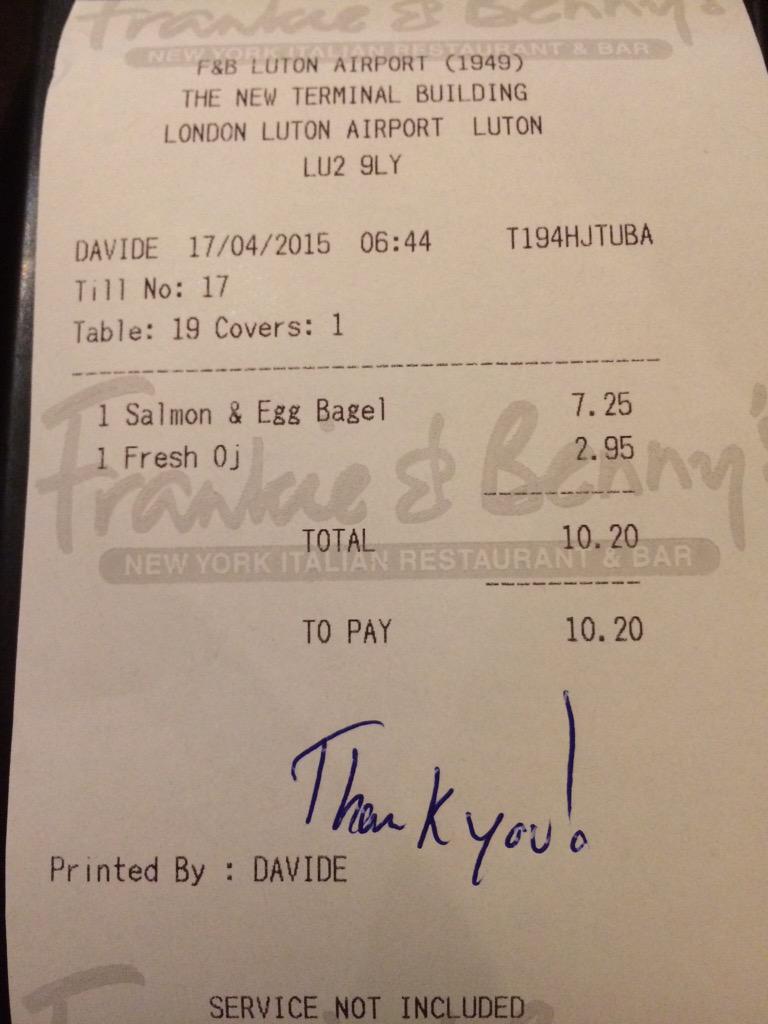 Frankie & Benny's
NEW YORK ITALIAN RESTAURANT & BAR
F&B LUTON AIRPORT (1949)
THE NEW TERMINAL BUILDING
LONDON LUTON AIRPORT LUTON
LU2 9LY
DAVIDE 17/04/2015 06:44 T194HJTUBA
Till No: 17
Table: 19 Covers: 1
1 Salmon & Egg Bagel 7.25
1 Fresh Oj 2.95
Frankie & Benny's
TOTAL 10.20
NEW YORK ITALIAN RESTAURANT & BAR
TO PAY 10.20
Thank you!
Printed By : DAVIDE
SERVICE NOT INCLUDED